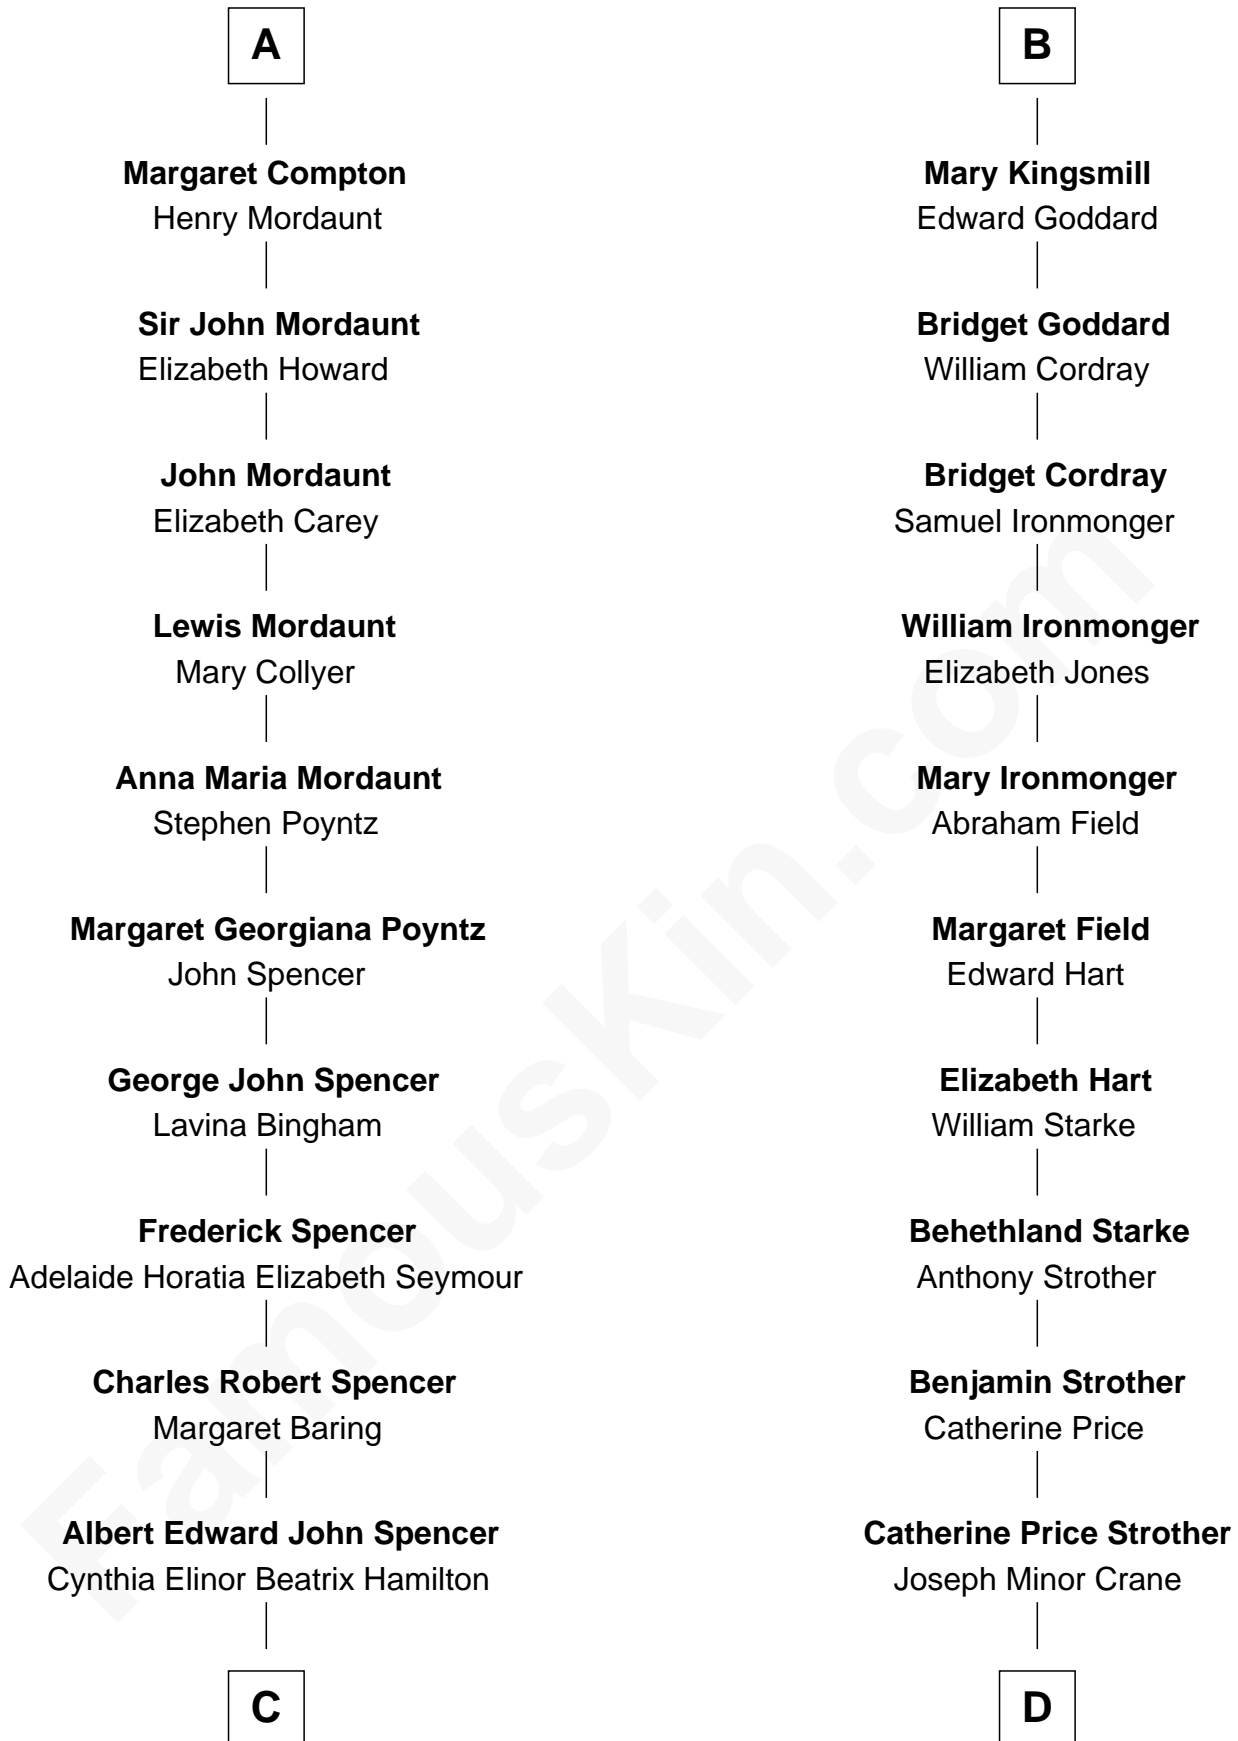 A
Margaret Compton
Henry Mordaunt
Sir John Mordaunt
Elizabeth Howard
John Mordaunt
Elizabeth Carey
Lewis Mordaunt
Mary Collyer
Anna Maria Mordaunt
Stephen Poyntz
Margaret Georgiana Poyntz
John Spencer
George John Spencer
Lavina Bingham
Frederick Spencer
Adelaide Horatia Elizabeth Seymour
Charles Robert Spencer
Margaret Baring
Albert Edward John Spencer
Cynthia Elinor Beatrix Hamilton
C
B
Mary Kingsmill
Edward Goddard
Bridget Goddard
William Cordray
Bridget Cordray
Samuel Ironmonger
William Ironmonger
Elizabeth Jones
Mary Ironmonger
Abraham Field
Margaret Field
Edward Hart
Elizabeth Hart
William Starke
Behethland Starke
Anthony Strother
Benjamin Strother
Catherine Price
Catherine Price Strother
Joseph Minor Crane
D
FamousKin.com